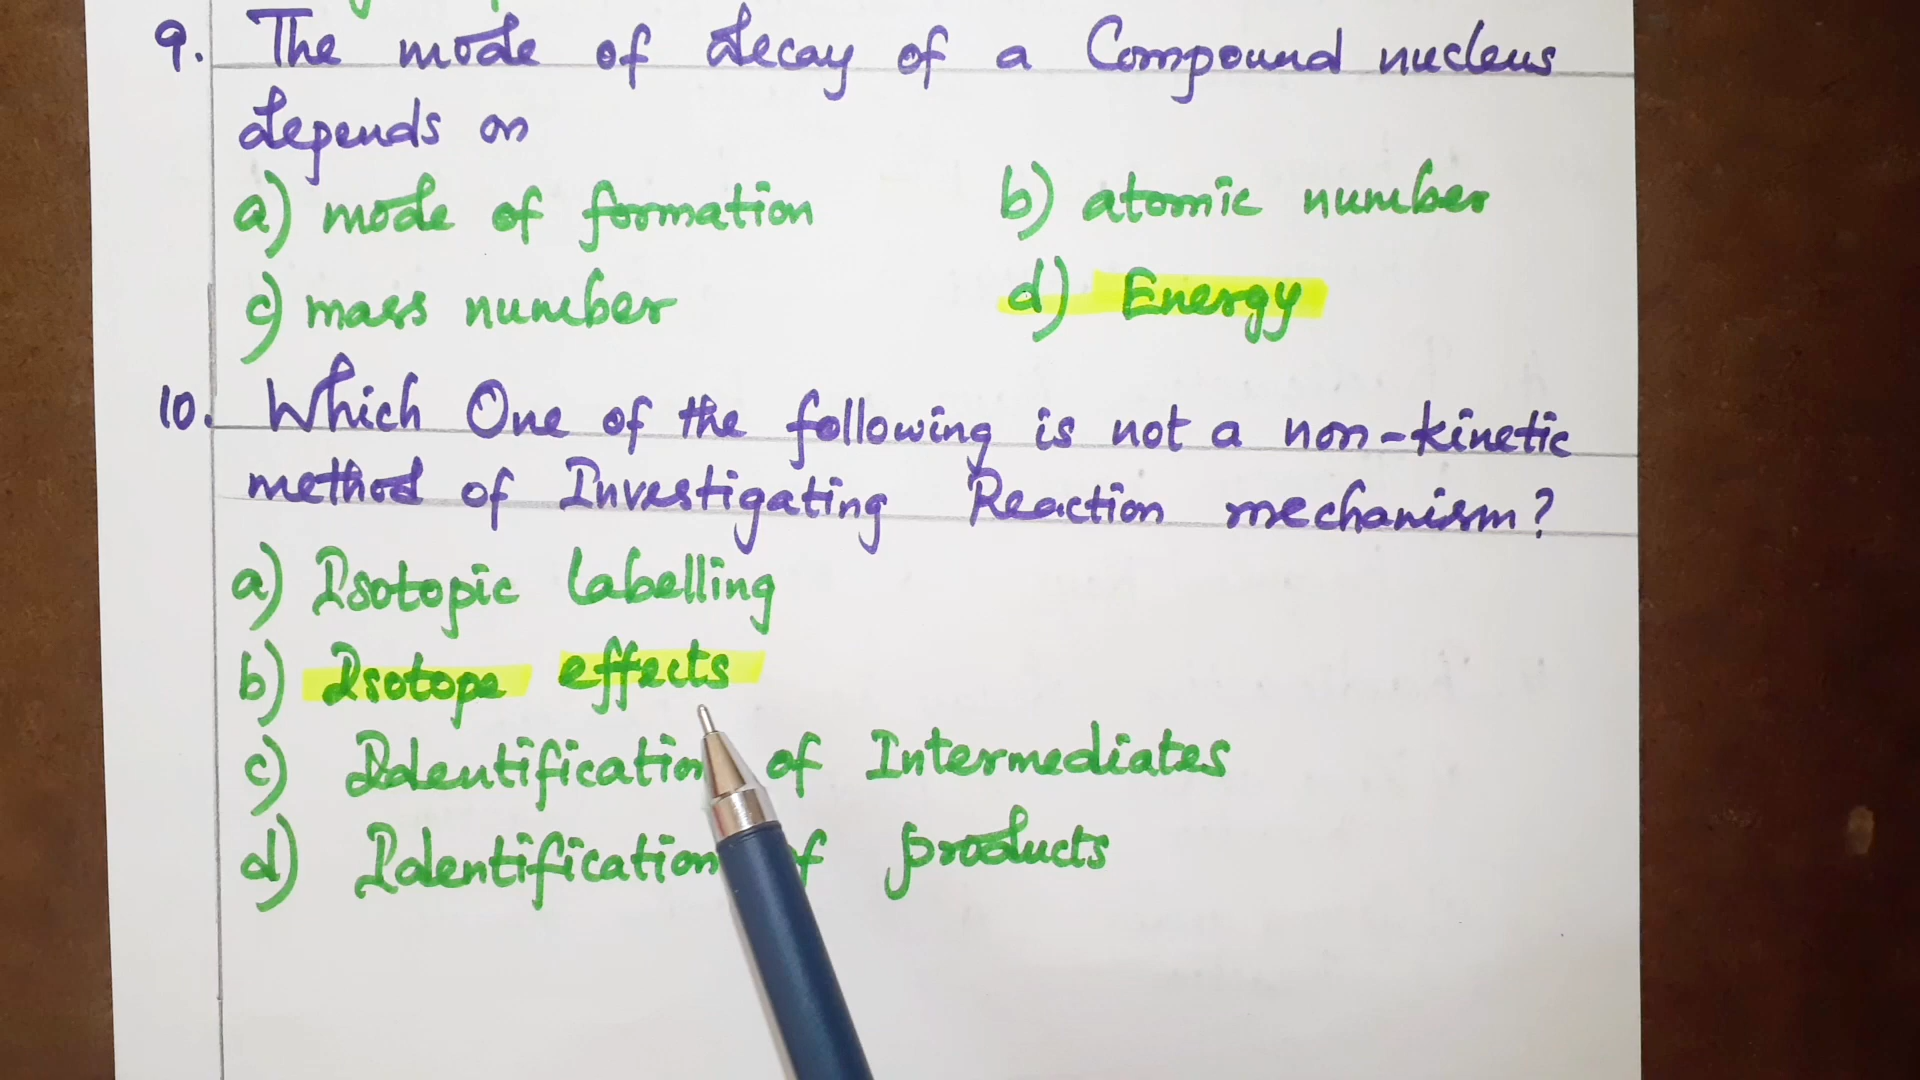 9. The mode of decay of a Compound nucleus
depends on
a) mode of formation b) atomic number
c) mass number d) Energy
10. Which One of the following is not a non-kinetic
method of Investigating Reaction mechanism?
a) Isotopic labelling
b) Isotope effects
c) Identification of Intermediates
d) Identification of products